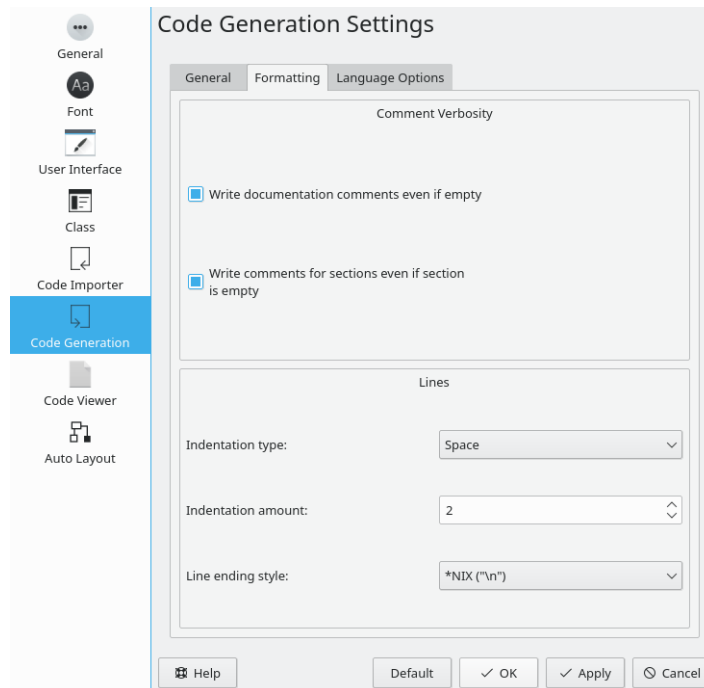 Code Generation Settings
General
Aa
Font
User Interface
Class
Code Importer
Code Generation
Code Viewer
Auto Layout
General
Formatting
Language Options
Comment Verbosity
Write documentation comments even if empty
Write comments for sections even if section
is empty
Lines
Indentation type:
Space
Indentation amount:
2
Line ending style:
*NIX ("\n")
Help
Default
OK
Apply
Cancel